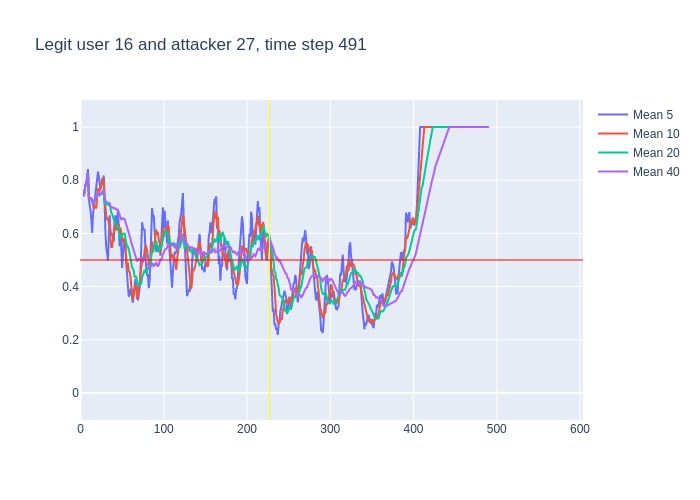 Legit user 16 and attacker 27, time step 491
Mean 5
Mean 10
Mean 20
Mean 40
1
0.8
0.6
0.4
0.2
0
0 100 200 300 400 500 600